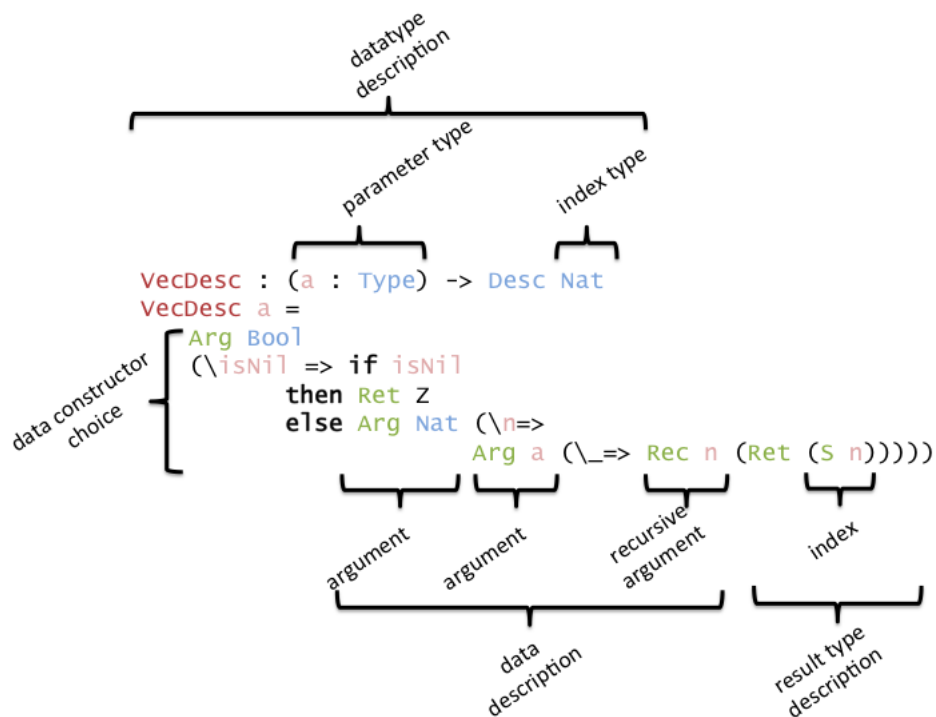 datatype
description
parameter type
index type
VecDesc : (a : Type) -> Desc Nat
VecDesc a =
Arg Bool
(\isNil => if isNil
then Ret Z
else Arg Nat (\n=>
Arg a (\_=> Rec n (Ret (S n)))))
data constructor
choice
argument
argument
recursive
argument
index
data
description
result type
description